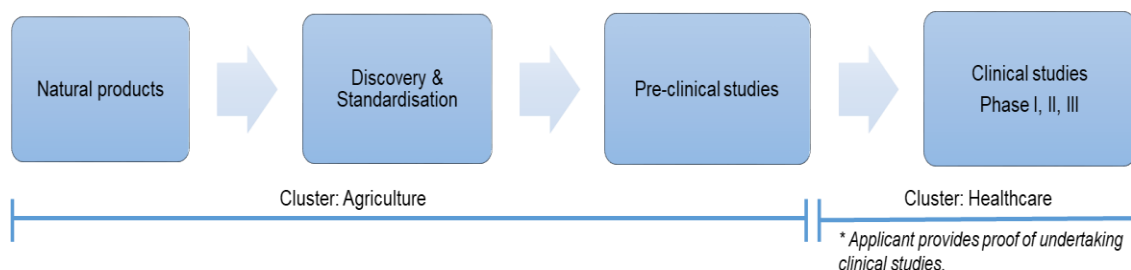 Natural products
Discovery &
Standardisation
Pre-clinical studies
Clinical studies
Phase I, II, III
Cluster: Agriculture
Cluster: Healthcare
* Applicant provides proof of undertaking
clinical studies.